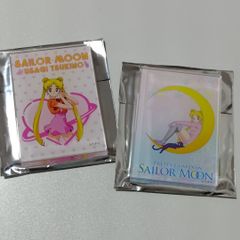 SAILOR MOON
USAGI TSUKINO
PRETTY GUARDIAN
SAILOR MOON